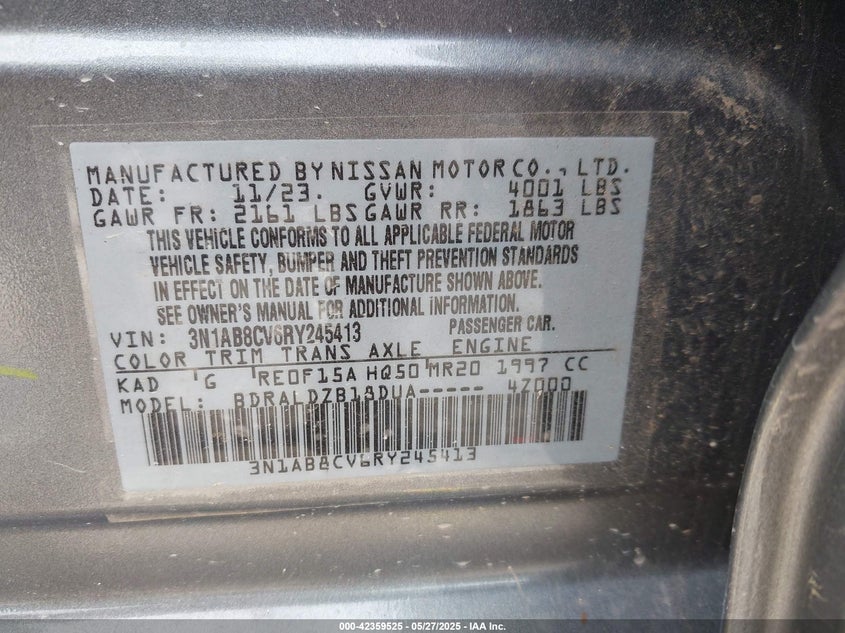 MANUFACTURED BY NISSAN MOTOR CO., LTD.
DATE: 11/23. GVWR: 4001 LBS
GAWR FR: 2161 LBS GAWR RR: 1863 LBS
THIS VEHICLE CONFORMS TO ALL APPLICABLE FEDERAL MOTOR
VEHICLE SAFETY, BUMPER AND THEFT PREVENTION STANDARDS
IN EFFECT ON THE DATE OF MANUFACTURE SHOWN ABOVE.
SEE OWNER'S MANUAL FOR ADDITIONAL INFORMATION.
VIN: 3N1AB8CV6RY245413 PASSENGER CAR.
COLOR TRIM TRANS AXLE ENGINE
KAD G RE0F15A HQ50 MR20 1997 CC
MODEL: BDRALDZB18DUA----- 4Z000
3N1AB8CV6RY245413
000-42359525 - 05/27/2025 - IAA Inc.